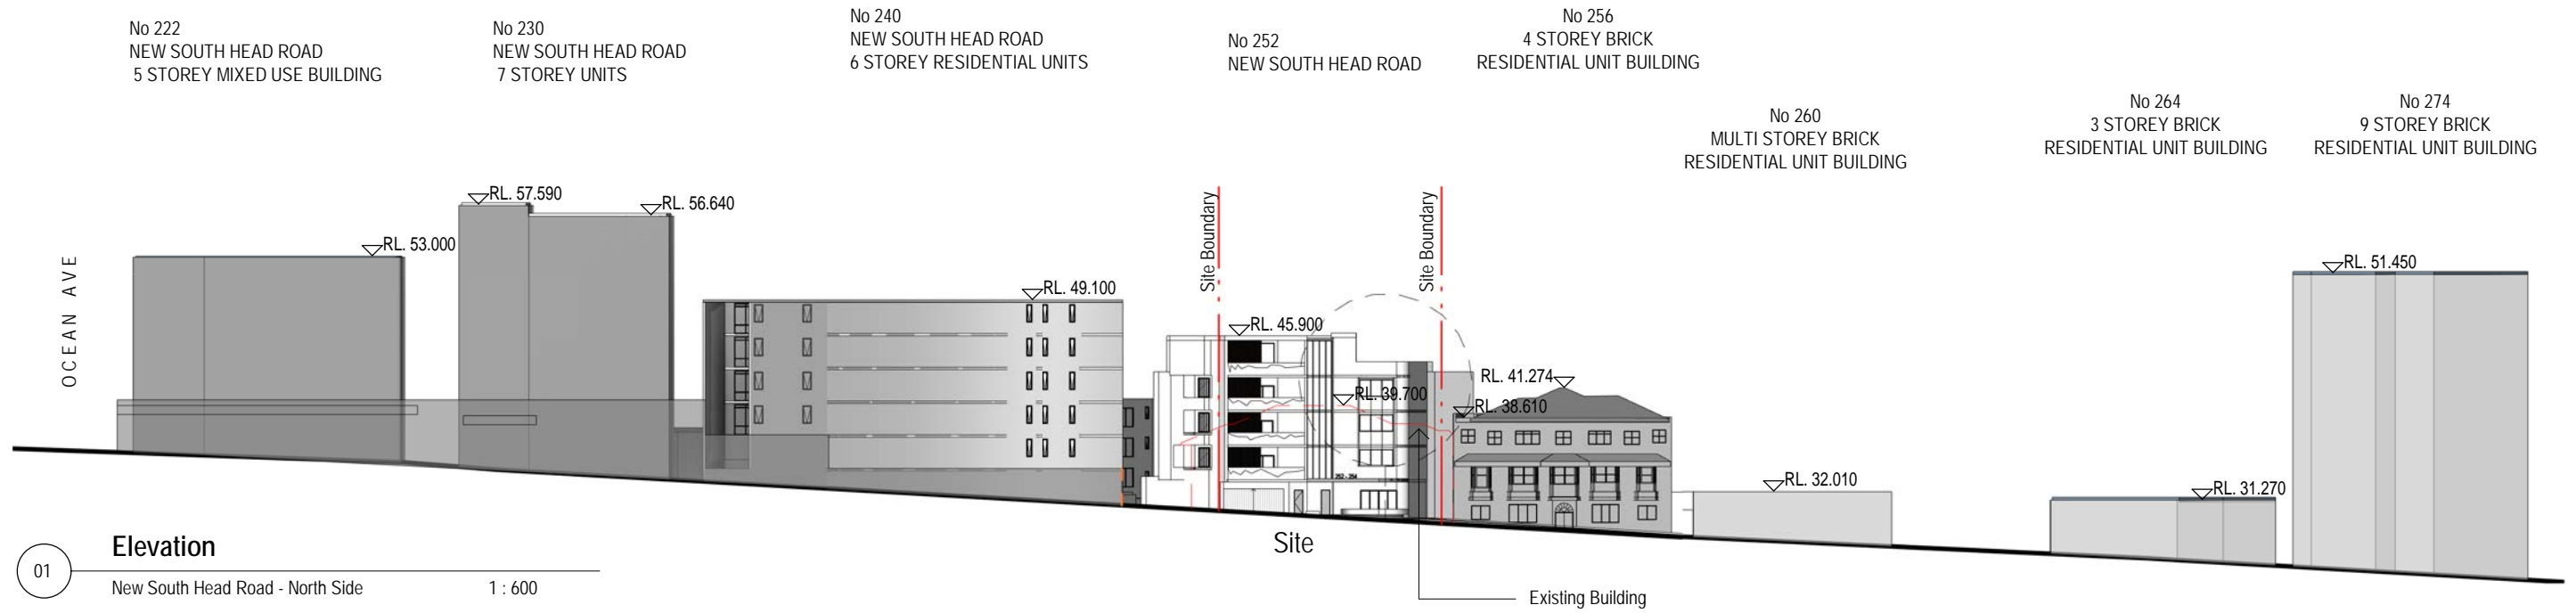 No 222
NEW SOUTH HEAD ROAD
5 STOREY MIXED USE BUILDING
No 230
NEW SOUTH HEAD ROAD
7 STOREY UNITS
No 240
NEW SOUTH HEAD ROAD
6 STOREY RESIDENTIAL UNITS
No 252
NEW SOUTH HEAD ROAD
No 256
4 STOREY BRICK
RESIDENTIAL UNIT BUILDING
No 260
MULTI STOREY BRICK
RESIDENTIAL UNIT BUILDING
No 264
3 STOREY BRICK
RESIDENTIAL UNIT BUILDING
No 274
9 STOREY BRICK
RESIDENTIAL UNIT BUILDING
OCEAN AVE
RL. 53.000
RL. 57.590
RL. 56.640
RL. 49.100
Site Boundary
RL. 45.900
RL. 39.700
252 - 254
Site Boundary
RL. 41.274
RL. 38.610
RL. 32.010
RL. 31.270
RL. 51.450
Site
Existing Building
01
Elevation
New South Head Road - North Side
1 : 600